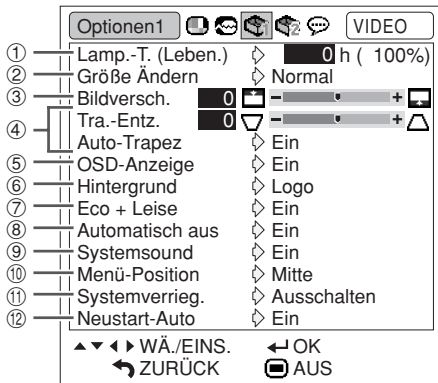 Optionen1 VIDEO
① Lamp.-T. (Leben.) 0 h ( 100%)
② Größe Ändern Normal
③ Bildversch. 0 − +
④ Tra.-Entz. 0 − +
Auto-Trapez Ein
⑤ OSD-Anzeige Ein
⑥ Hintergrund Logo
⑦ Eco + Leise Ein
⑧ Automatisch aus Ein
⑨ Systemsound Ein
⑩ Menü-Position Mitte
⑪ Systemverrieg. Ausschalten
⑫ Neustart-Auto Ein
WÄ./EINS. OK
ZURÜCK AUS